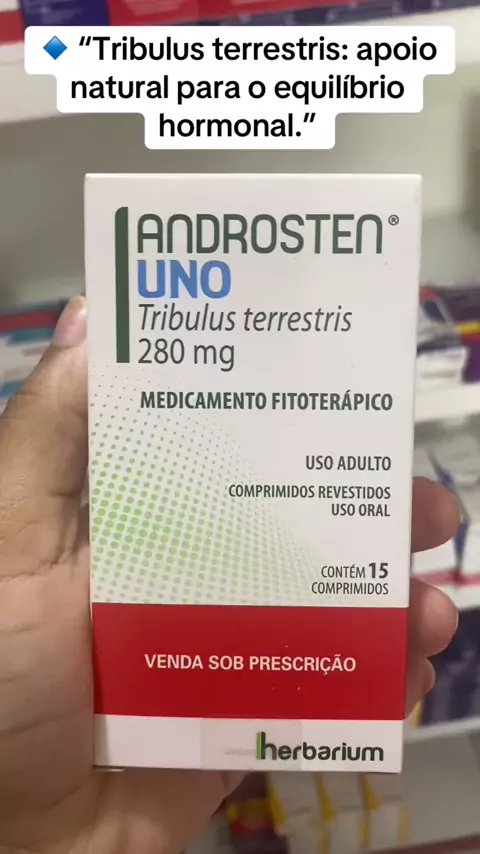 🔷 “Tribulus terrestris: apoio
natural para o equilíbrio
hormonal.”
ANDROSTEN®
UNO
Tribulus terrestris
280 mg
MEDICAMENTO FITOTERÁPICO
USO ADULTO
COMPRIMIDOS REVESTIDOS
USO ORAL
CONTÉM 15
COMPRIMIDOS
VENDA SOB PRESCRIÇÃO
herbarium